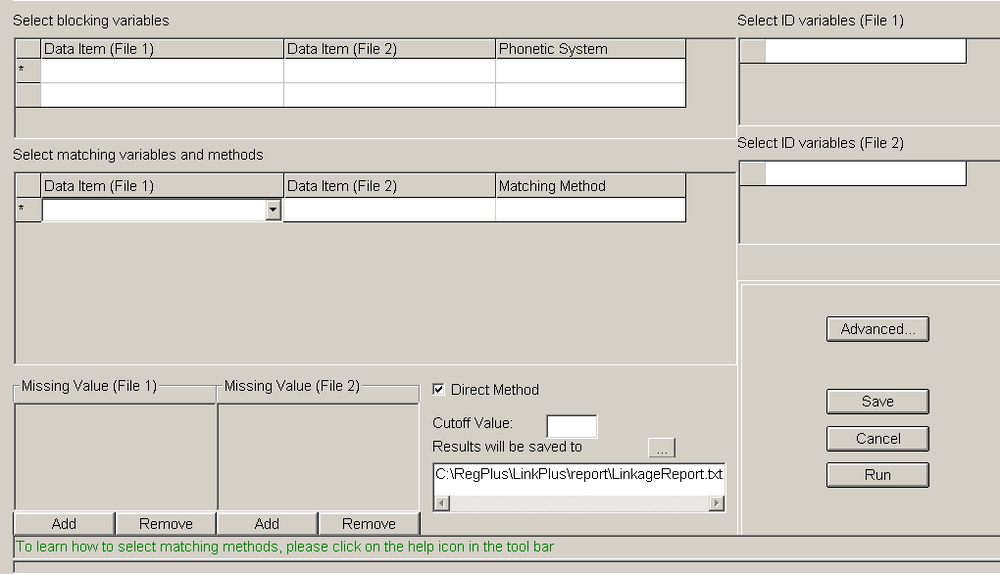 Select blocking variables
Select ID variables (File 1)
Data Item (File 1) Data Item (File 2) Phonetic System
*
Select ID variables (File 2)
Select matching variables and methods
Data Item (File 1) Data Item (File 2) Matching Method
*
Advanced...
Missing Value (File 1) Missing Value (File 2)
Direct Method
Save
Cutoff Value:
Cancel
Results will be saved to ...
C:\RegPlus\LinkPlus\report\LinkageReport.txt
Run
Add Remove Add Remove
To learn how to select matching methods, please click on the help icon in the tool bar